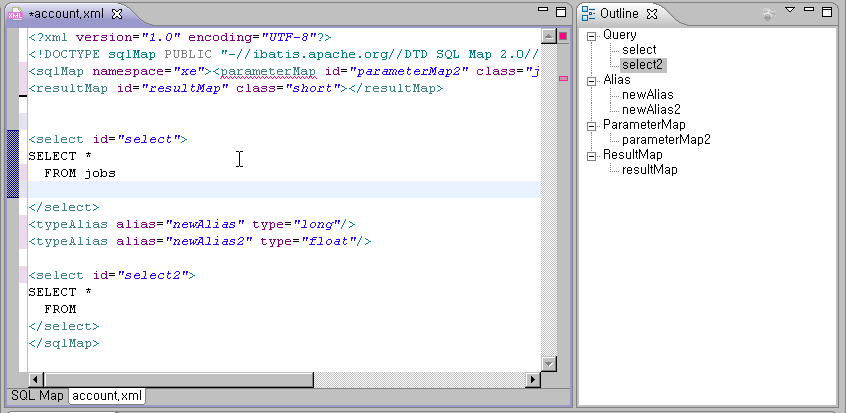 *account.xml
<?xml version="1.0" encoding="UTF-8"?>
<!DOCTYPE sqlMap PUBLIC "-//ibatis.apache.org//DTD SQL Map 2.0//
<sqlMap namespace="xe"><parameterMap id="parameterMap2" class="j
<resultMap id="resultMap" class="short"></resultMap>
<select id="select">
SELECT *
FROM jobs
</select>
<typeAlias alias="newAlias" type="long"/>
<typeAlias alias="newAlias2" type="float"/>
<select id="select2">
SELECT *
FROM
</select>
</sqlMap>
SQL Map account.xml
Outline
Query
select
select2
Alias
newAlias
newAlias2
ParameterMap
parameterMap2
ResultMap
resultMap